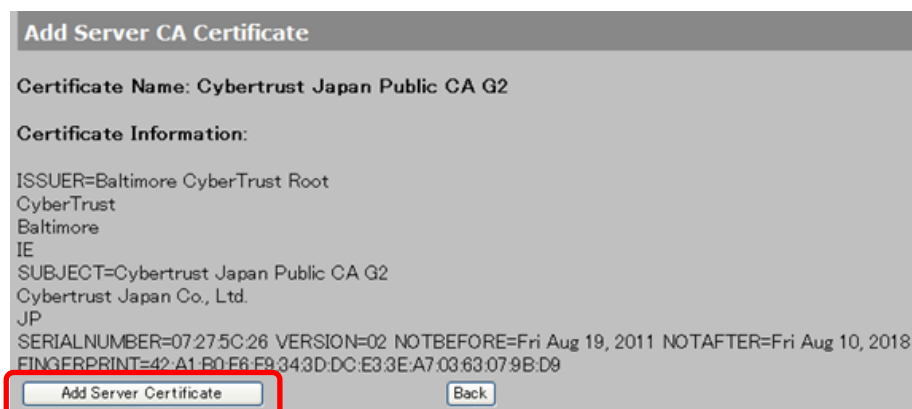 Add Server CA Certificate
Certificate Name: Cybertrust Japan Public CA G2
Certificate Information:
ISSUER=Baltimore CyberTrust Root
CyberTrust
Baltimore
IE
SUBJECT=Cybertrust Japan Public CA G2
Cybertrust Japan Co., Ltd.
JP
SERIALNUMBER=07:27:5C:26 VERSION=02 NOTBEFORE=Fri Aug 19, 2011 NOTAFTER=Fri Aug 10, 2018
FINGERPRINT=42:A1:B0:E6:F9:34:3D:DC:E3:3E:A7:03:63:07:9B:D9
Add Server Certificate Back